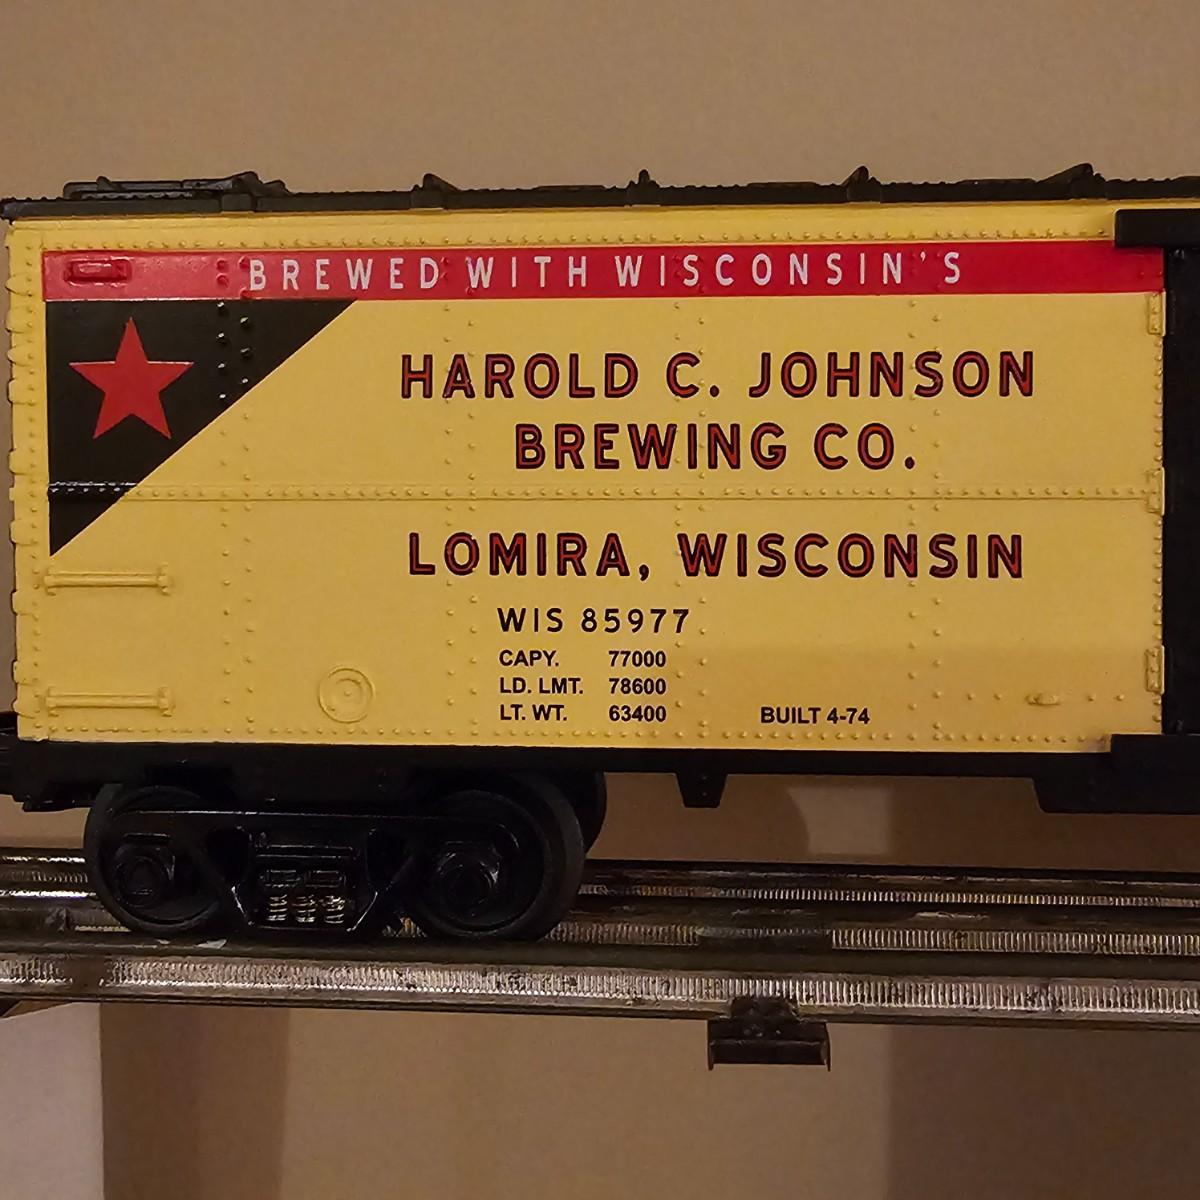 BREWED WITH WISCONSIN'S
HAROLD C. JOHNSON
BREWING CO.
LOMIRA, WISCONSIN
WIS 85977
CAPY. 77000
LD. LMT. 78600
LT. WT. 63400 BUILT 4-74